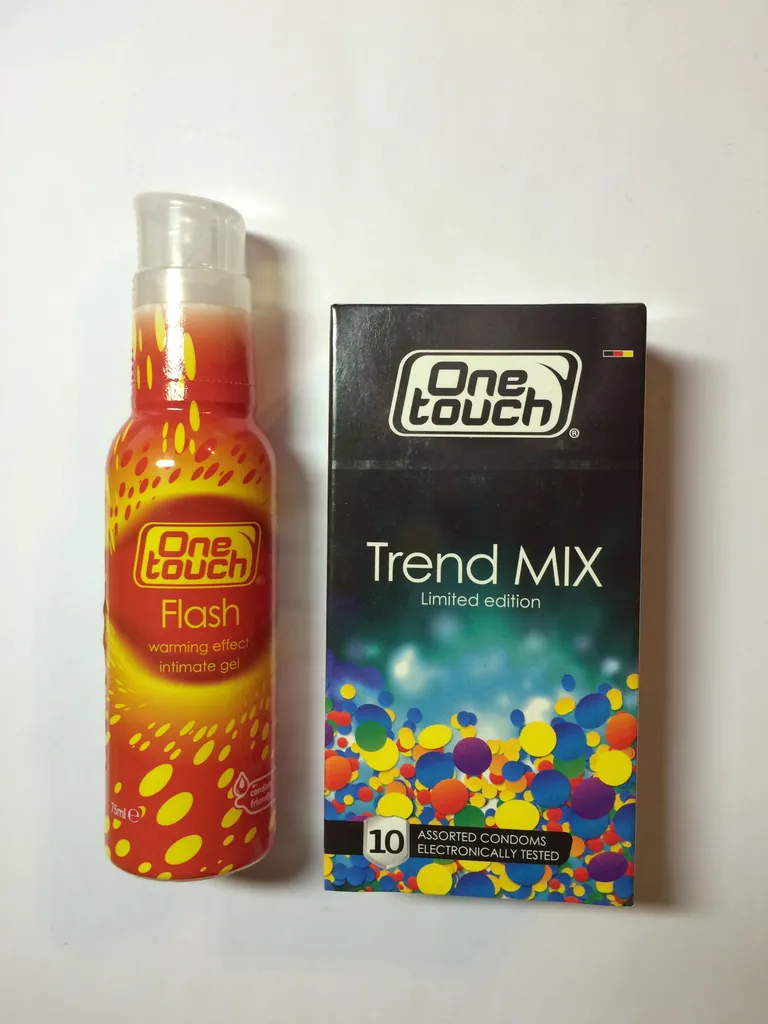 One
touch
Flash
warming effect
intimate gel
75ml e
One
touch®
Trend MIX
Limited edition
10
ASSORTED CONDOMS
ELECTRONICALLY TESTED